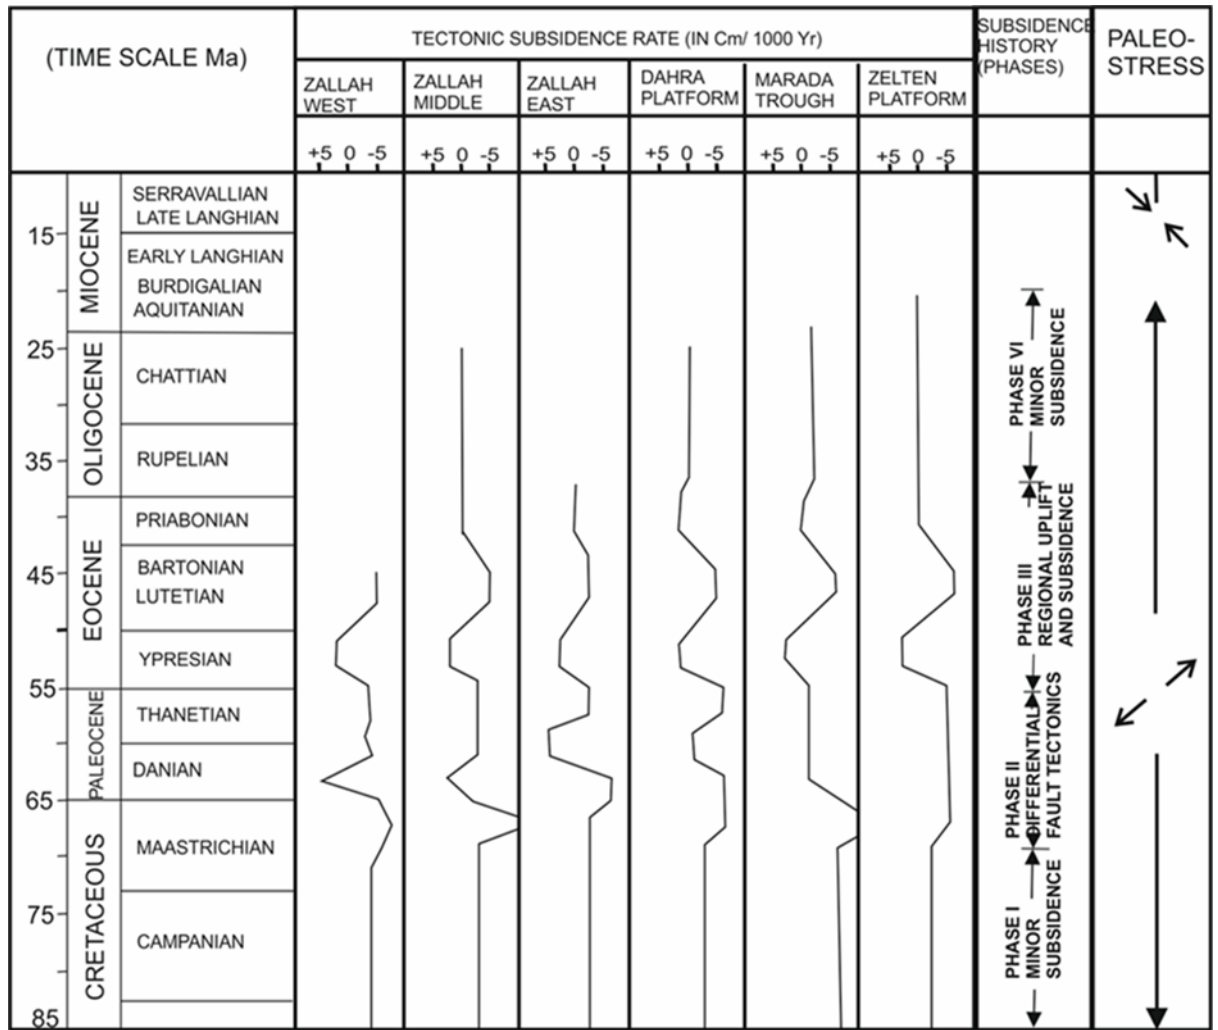 (TIME SCALE Ma)
TECTONIC SUBSIDENCE RATE (IN Cm/ 1000 Yr)
SUBSIDENCE
HISTORY
(PHASES)
PALEO-
STRESS
ZALLAH
WEST
ZALLAH
MIDDLE
ZALLAH
EAST
DAHRA
PLATFORM
MARADA
TROUGH
ZELTEN
PLATFORM
+5 0 -5
+5 0 -5
+5 0 -5
+5 0 -5
+5 0 -5
+5 0 -5
MIOCENE
SERRAVALLIAN
LATE LANGHIAN
15
EARLY LANGHIAN
BURDIGALIAN
AQUITANIAN
OLIGOCENE
25
CHATTIAN
35
RUPELIAN
EOCENE
PRIABONIAN
45
BARTONIAN
LUTETIAN
YPRESIAN
55
PALEOCENE
THANETIAN
DANIAN
65
CRETACEOUS
MAASTRICHIAN
75
CAMPANIAN
85
PHASE VI
MINOR
SUBSIDENCE
PHASE III
REGIONAL UPLIFT
AND SUBSIDENCE
PHASE II
DIFFERENTIAL
FAULT TECTONICS
PHASE I
MINOR
SUBSIDENCE